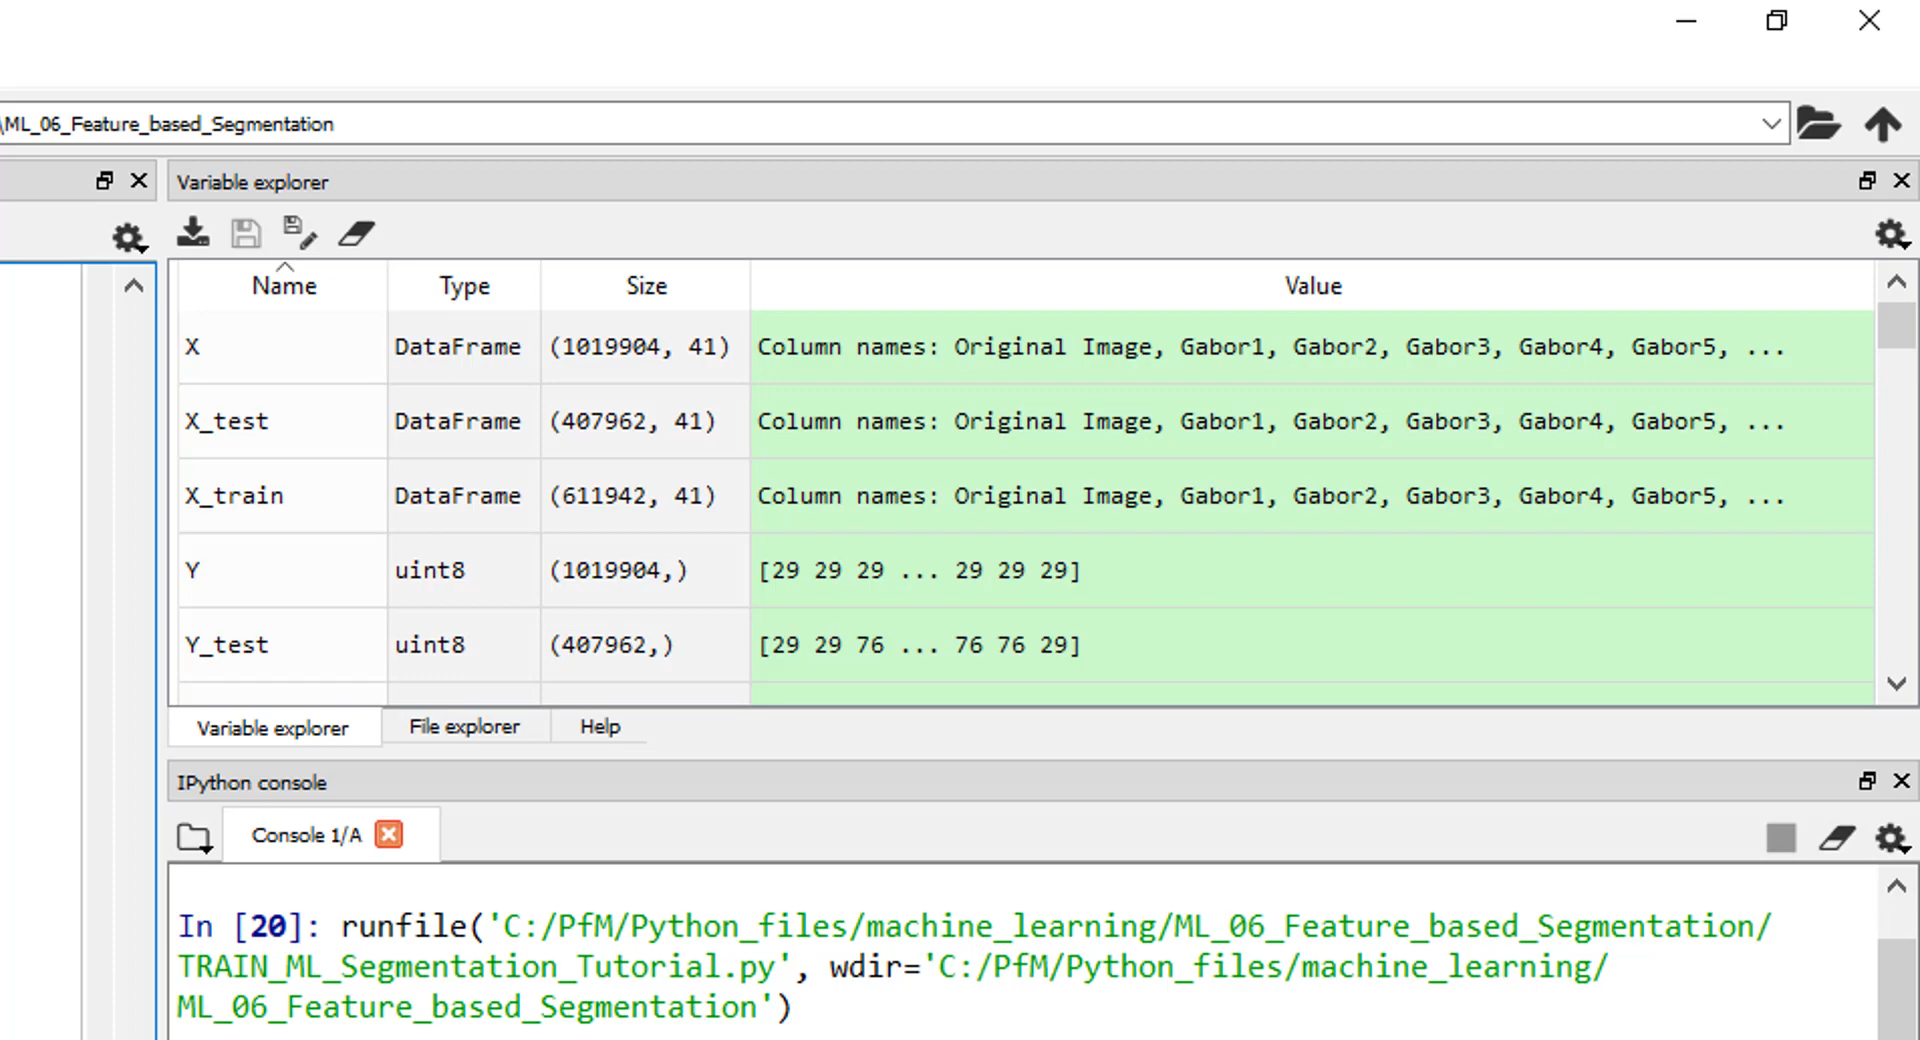 \ML_06_Feature_based_Segmentation
Variable explorer
Name Type Size Value
X DataFrame (1019904, 41) Column names: Original Image, Gabor1, Gabor2, Gabor3, Gabor4, Gabor5, ...
X_test DataFrame (407962, 41) Column names: Original Image, Gabor1, Gabor2, Gabor3, Gabor4, Gabor5, ...
X_train DataFrame (611942, 41) Column names: Original Image, Gabor1, Gabor2, Gabor3, Gabor4, Gabor5, ...
Y uint8 (1019904,) [29 29 29 ... 29 29 29]
Y_test uint8 (407962,) [29 29 76 ... 76 76 29]
Variable explorer File explorer Help
IPython console
Console 1/A
In [20]: runfile('C:/PfM/Python_files/machine_learning/ML_06_Feature_based_Segmentation/
TRAIN_ML_Segmentation_Tutorial.py', wdir='C:/PfM/Python_files/machine_learning/
ML_06_Feature_based_Segmentation')